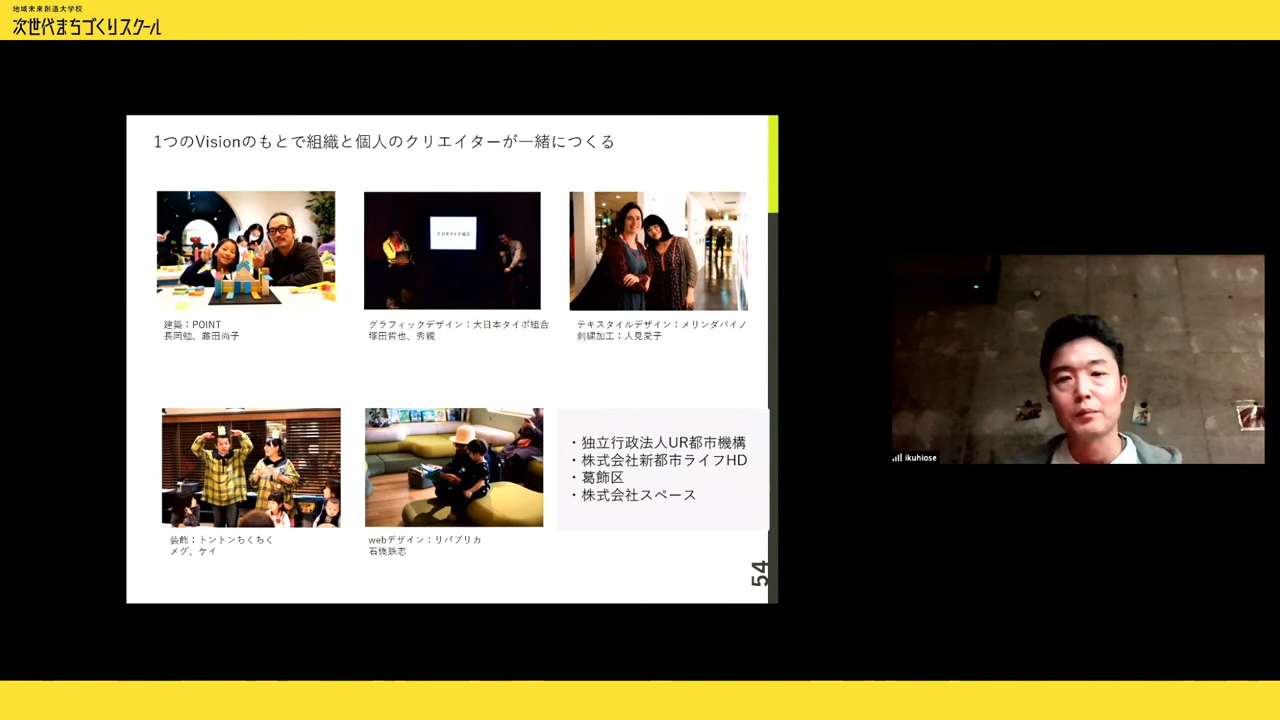 地域未来創造大学校
次世代まちづくりスクール
1つのVisionのもとで組織と個人のクリエイターが一緒につくる
大日本タイポ組合
建築：POINT
長岡勉、藤田尚子
グラフィックデザイン：大日本タイポ組合
塚田哲也、秀親
テキスタイルデザイン：メリンダパイノ
刺繍加工：人見愛子
装飾：トントンちくちく
メグ、ケイ
webデザイン：リパブリカ
石橋鉄志
・独立行政法人UR都市機構
・株式会社新都市ライフHD
・葛飾区
・株式会社スペース
54
ikuhiose